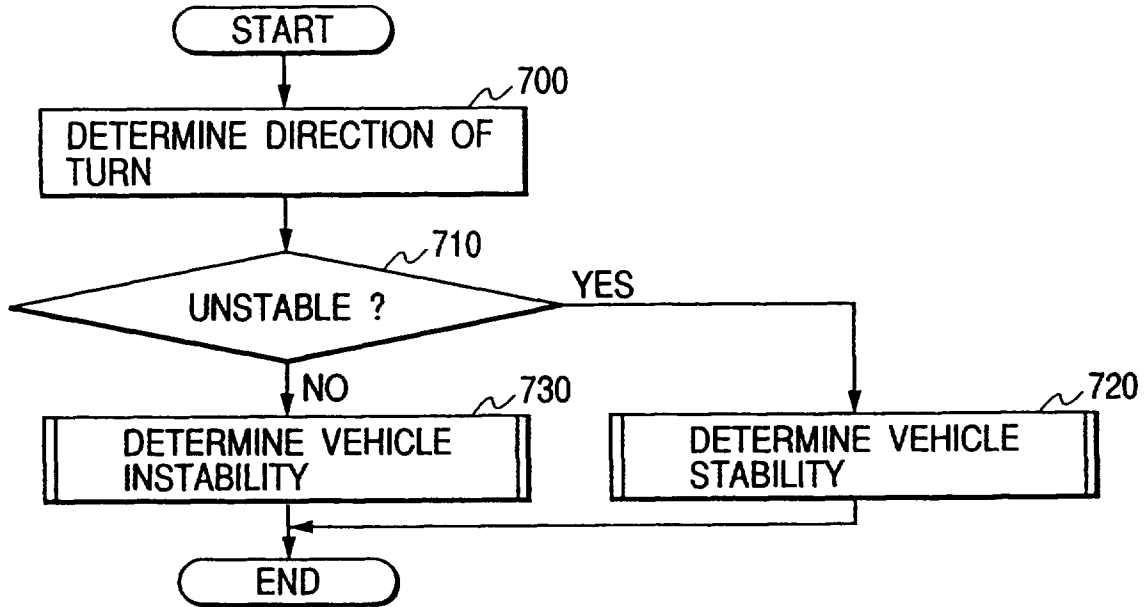 START
700
DETERMINE DIRECTION OF
TURN
710
UNSTABLE ?
YES
NO
730
DETERMINE VEHICLE
INSTABILITY
720
DETERMINE VEHICLE
STABILITY
END